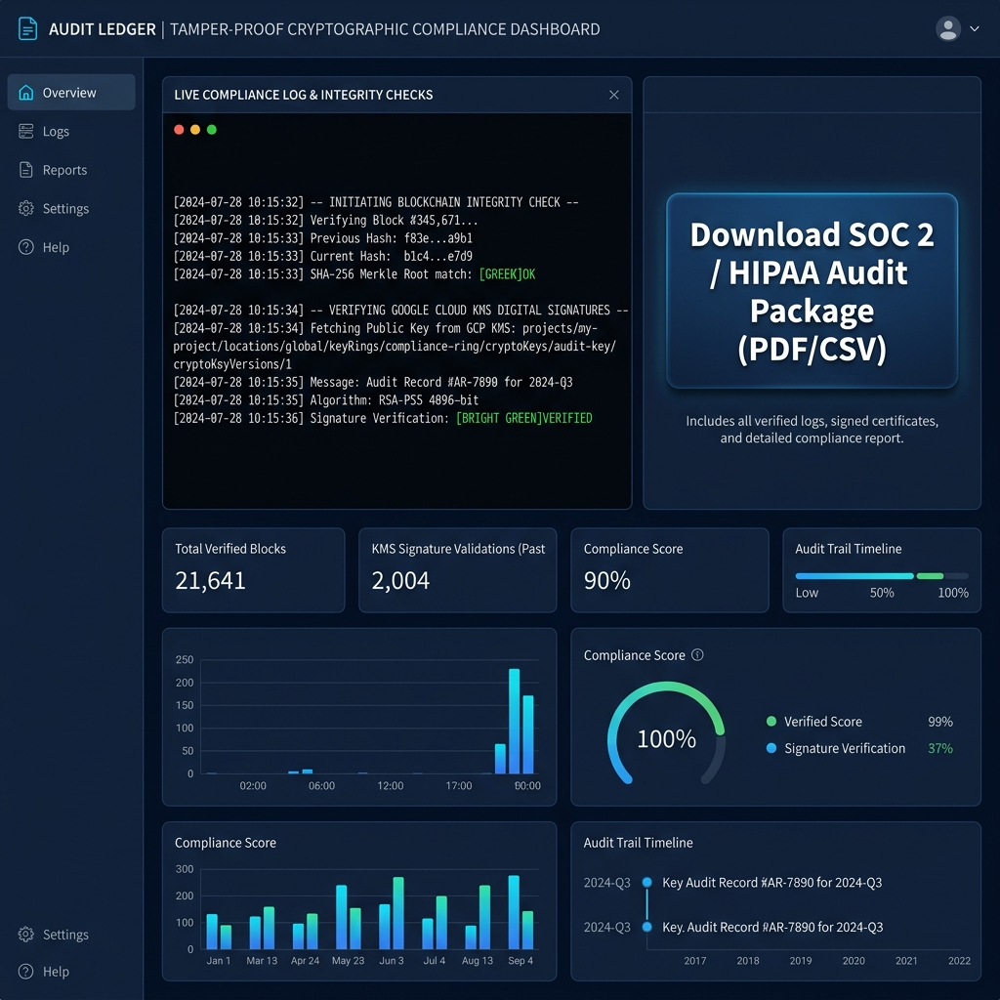 AUDIT LEDGER | TAMPER-PROOF CRYPTOGRAPHIC COMPLIANCE DASHBOARD
Overview
Logs
Reports
Settings
Help
Settings
Help
LIVE COMPLIANCE LOG & INTEGRITY CHECKS
[2024-07-28 10:15:32] -- INITIATING BLOCKCHAIN INTEGRITY CHECK --
[2024-07-28 10:15:32] Verifying Block #345,671...
[2024-07-28 10:15:33] Previous Hash: f83e...a9b1
[2024-07-28 10:15:33] Current Hash:  b1c4...e7d9
[2024-07-28 10:15:33] SHA-256 Merkle Root match: [GREEK]OK
[2024-07-28 10:15:34] -- VERIFYING GOOGLE CLOUD KMS DIGITAL SIGNATURES --
[2024-07-28 10:15:34] Fetching Public Key from GCP KMS: projects/my-
project/locations/global/keyRings/compliance-ring/cryptoKeys/audit-key/
cryptoKsyVersions/1
[2024-07-28 10:15:35] Message: Audit Record #AR-7890 for 2024-Q3
[2024-07-28 10:15:35] Algorithm: RSA-PS5 4096-bit
[2024-07-28 10:15:36] Signature Verification: [BRIGHT GREEN]VERIFIED
Download SOC 2
/ HIPAA Audit
Package
(PDF/CSV)
Includes all verified logs, signed certificates,
and detailed compliance report.
Total Verified Blocks
21,641
KMS Signature Validations (Past
2,004
Compliance Score
90%
Audit Trail Timeline
Low 50% 100%
250
200
150
100
50
0
02:00 06:00 12:00 17:00 00:00
Compliance Score
100%
Verified Score 99%
Signature Verification 37%
Compliance Score
300
200
100
0
Jan 1 Mar 13 Apr 24 May 23 Jun 3 Jul 4 Aug 13 Sep 4
Audit Trail Timeline
2024-Q3 Key Audit Record #AR-7890 for 2024-Q3
2024-Q3 Key. Audit Record #AR-7890 for 2024-Q3
2017 2018 2019 2020 2021 2022